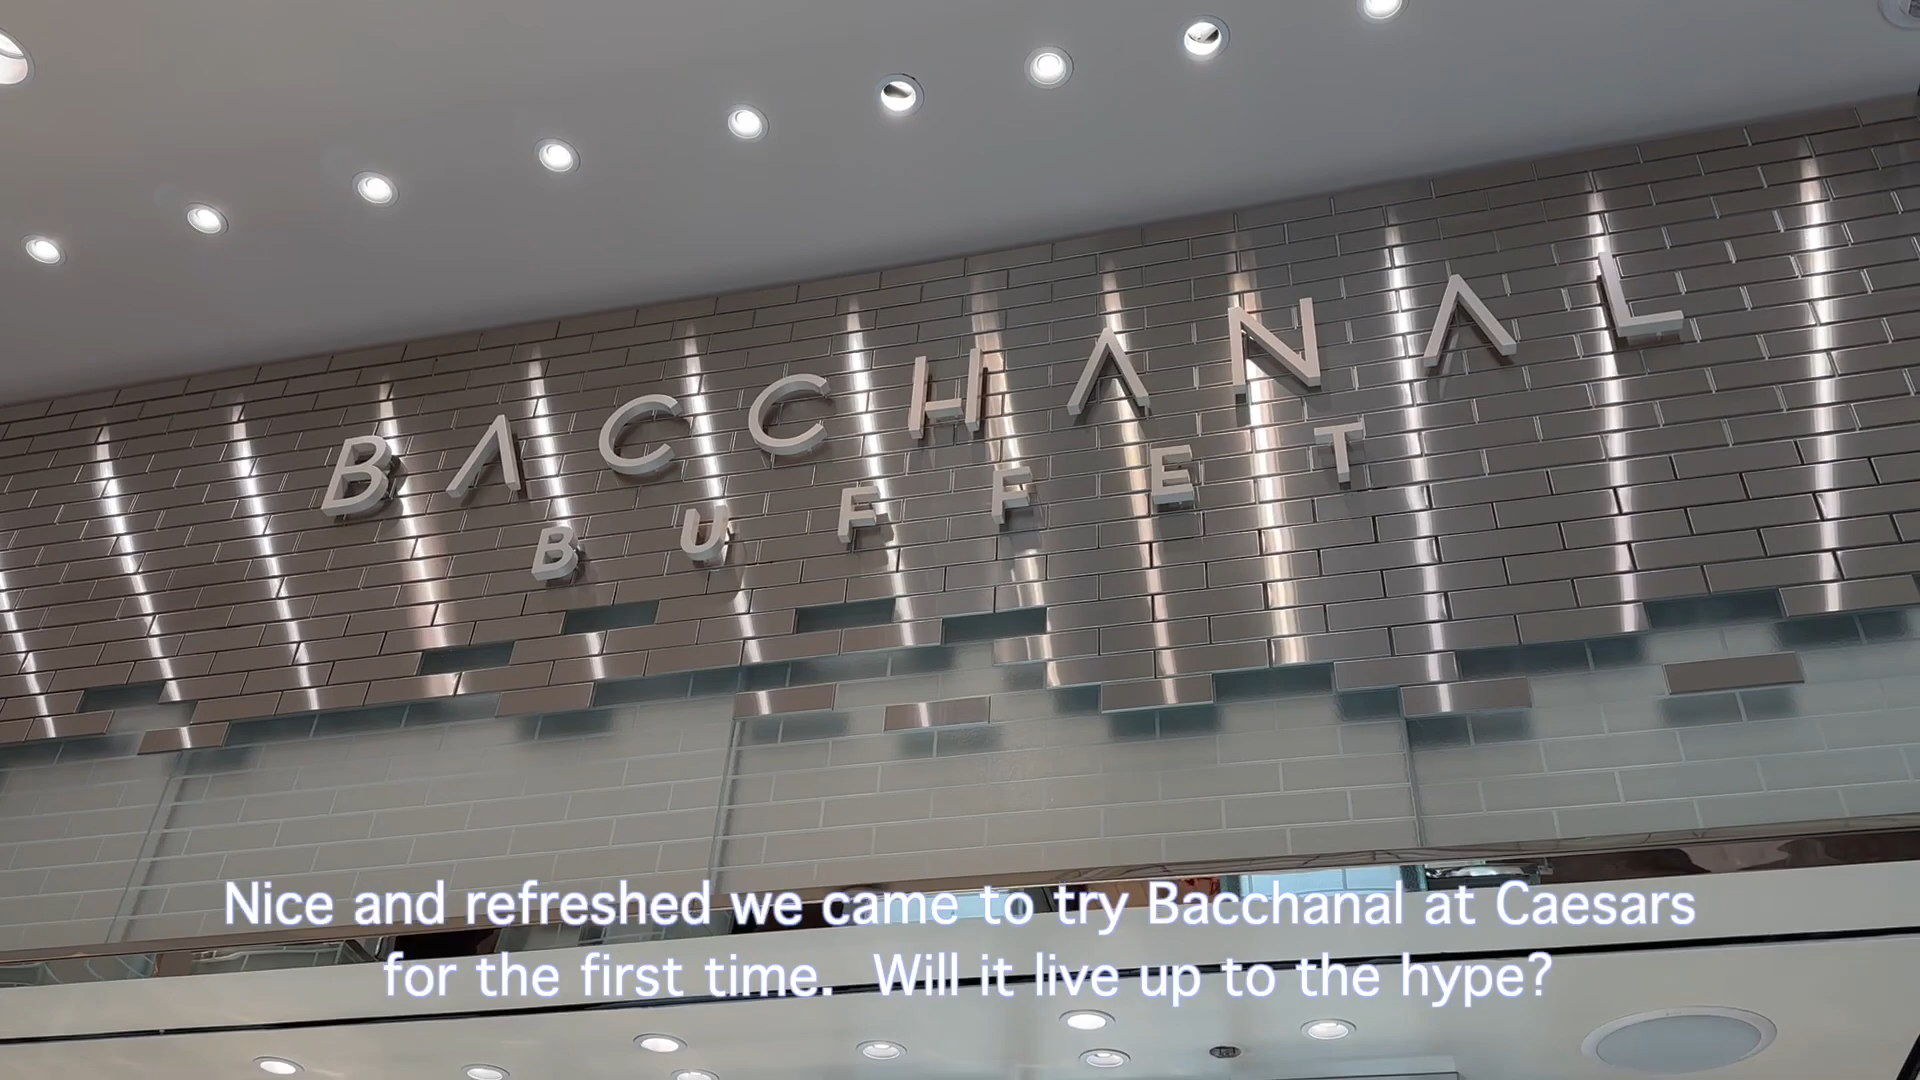 BACCHANAL
BUFFET
Nice and refreshed we came to try Bacchanal at Caesars
for the first time.  Will it live up to the hype?